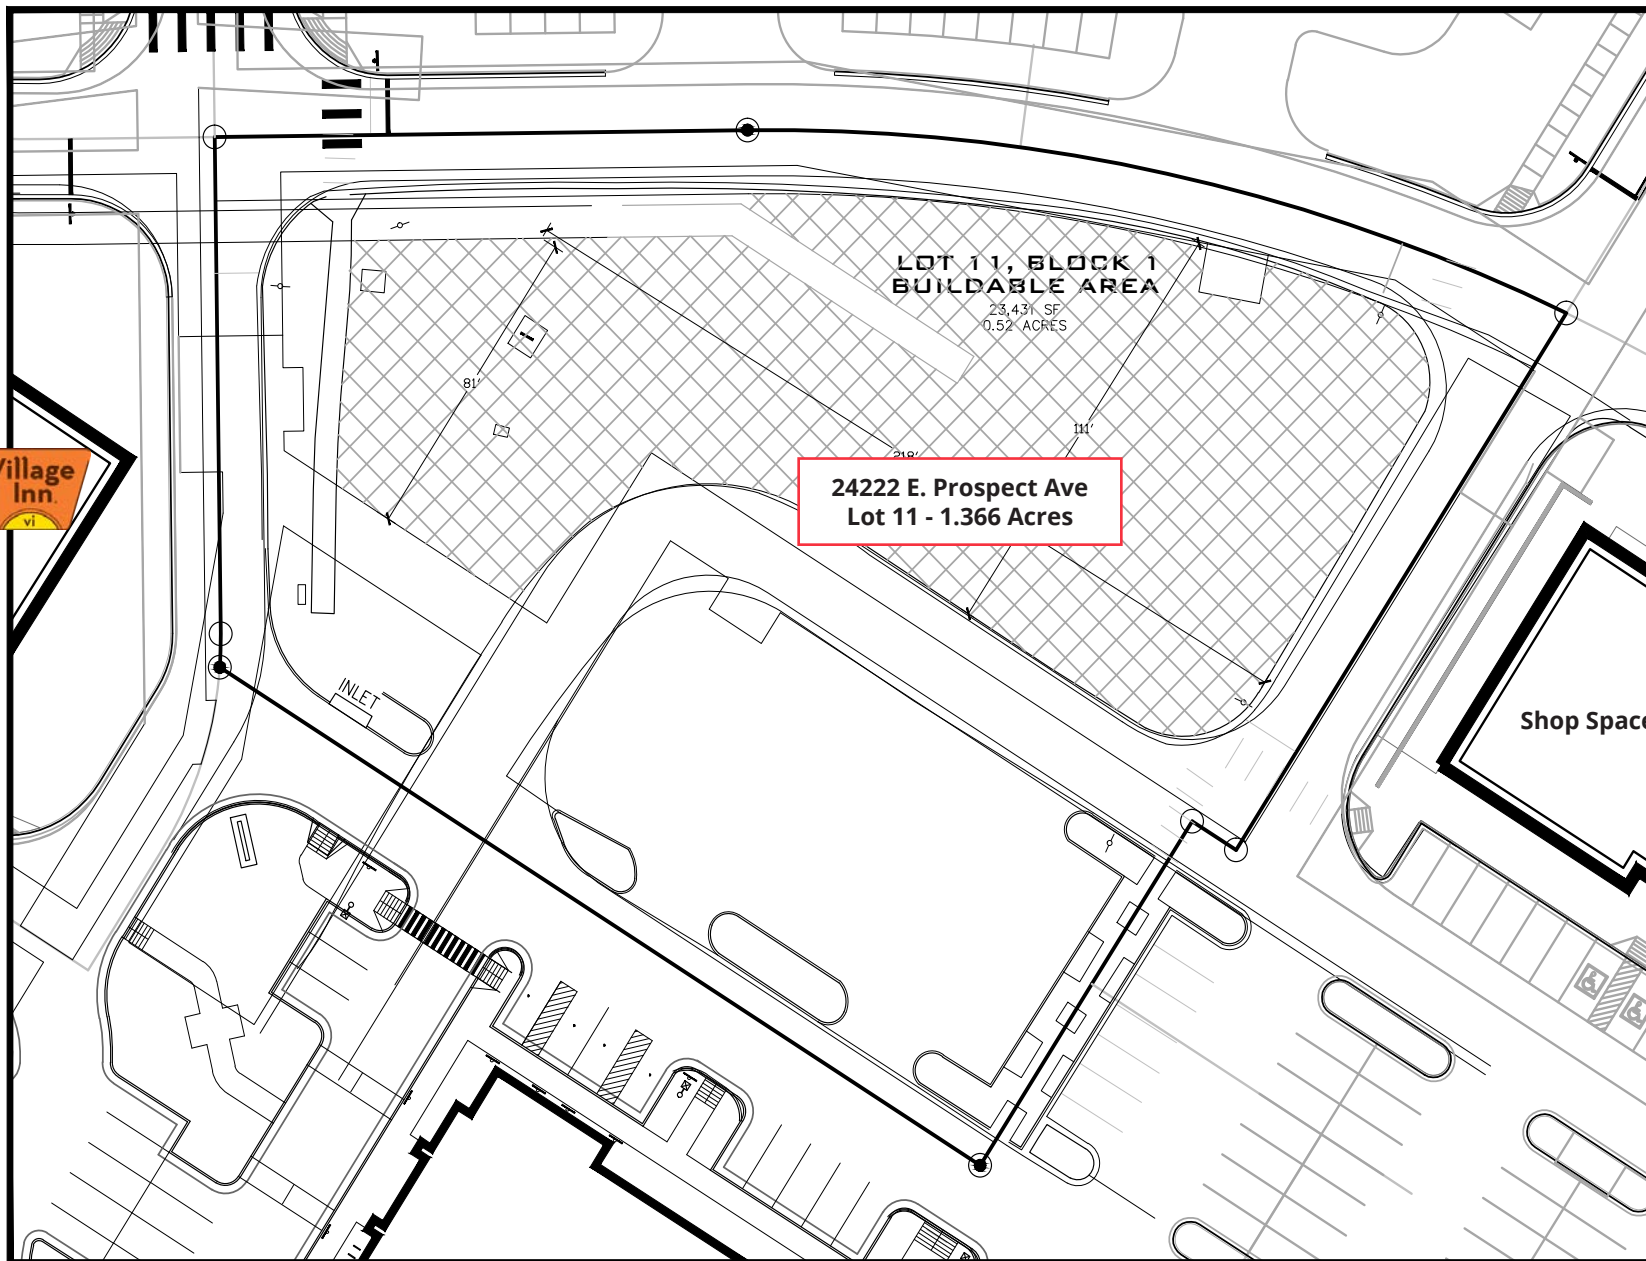 LOT 11, BLOCK 1
BUILDABLE AREA
23,431 SF
0.52 ACRES
81'
111'
218'
Village
Inn.
vi
24222 E. Prospect Ave
Lot 11 - 1.366 Acres
INLET
Shop Space